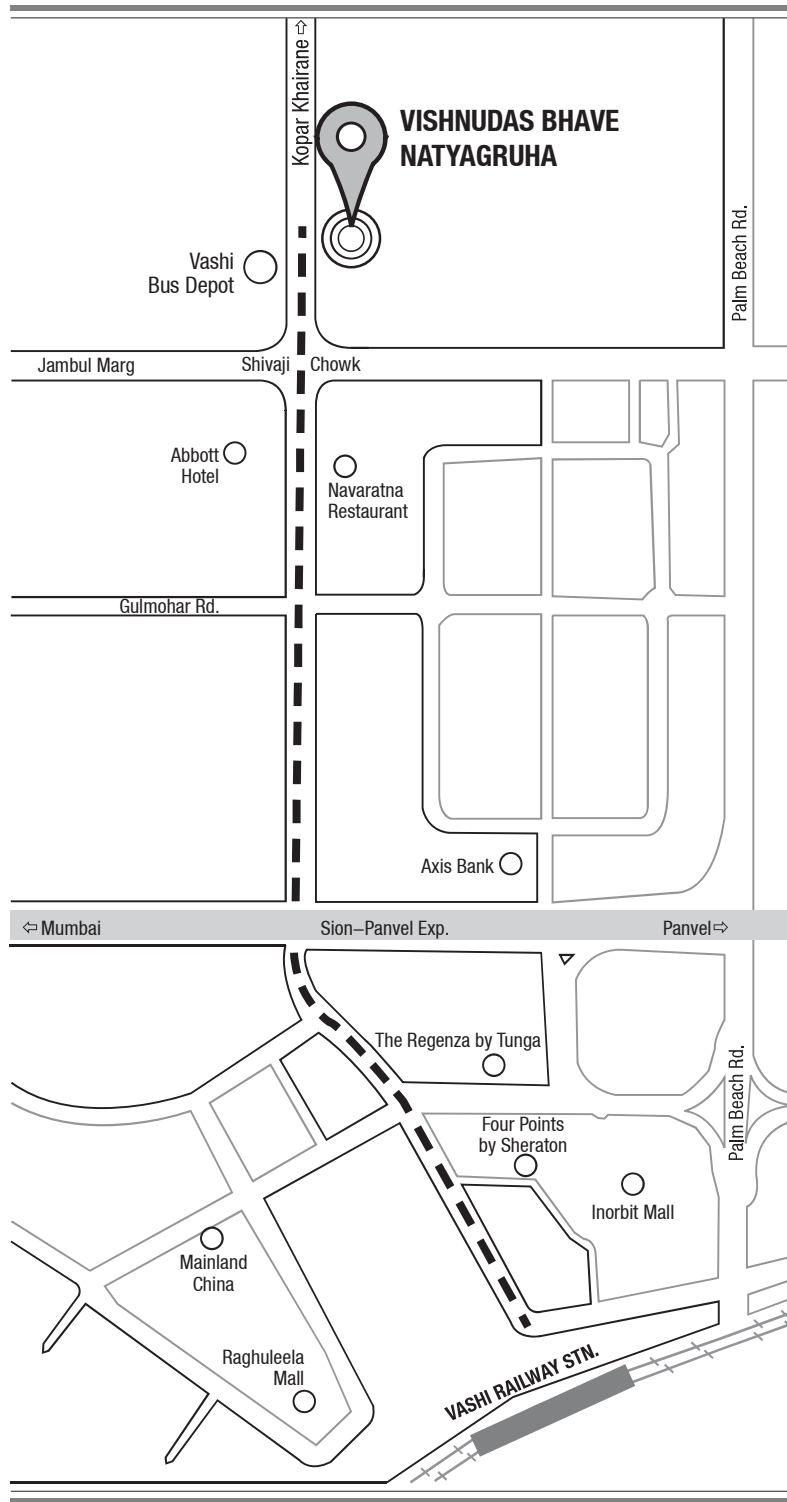 Kopar Khairane
VISHNUDAS BHAVE
NATYAGRUHA
Palm Beach Rd.
Vashi
Bus Depot
Jambul Marg
Shivaji Chowk
Abbott
Hotel
Navaratna
Restaurant
Gulmohar Rd.
Axis Bank
Mumbai
Sion–Panvel Exp.
Panvel
The Regenza by Tunga
Palm Beach Rd.
Four Points
by Sheraton
Inorbit Mall
Mainland
China
Raghuleela
Mall
VASHI RAILWAY STN.